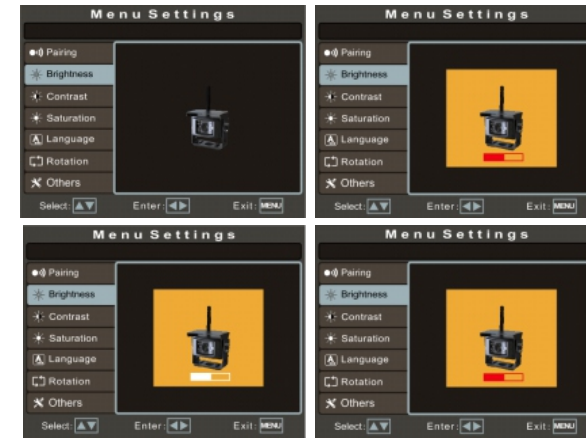 Menu Settings
Pairing
Brightness
Contrast
Saturation
Language
Rotation
Others
Select: Enter: Exit: MENU
Menu Settings
Pairing
Brightness
Contrast
Saturation
Language
Rotation
Others
Select: Enter: Exit: MENU
Menu Settings
Pairing
Brightness
Contrast
Saturation
A Language
Rotation
Others
Select: Enter: Exit: MENU
Menu Settings
Pairing
Brightness
Contrast
Saturation
A Language
Rotation
Others
Select: Enter: Exit: MENU